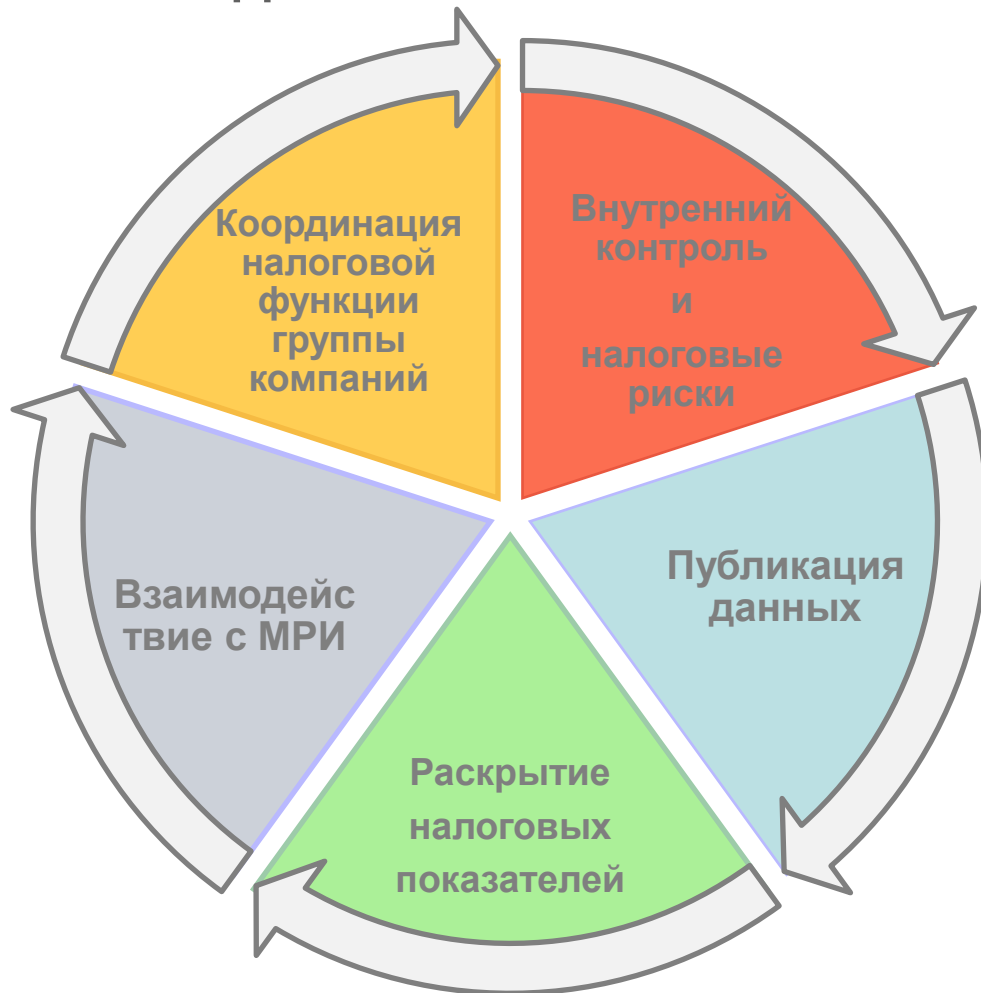 Координация
налоговой
функции
группы
компаний
Внутренний
контроль
и
налоговые
риски
Публикация
данных
Раскрытие
налоговых
показателей
Взаимодейс
твие с МРИ